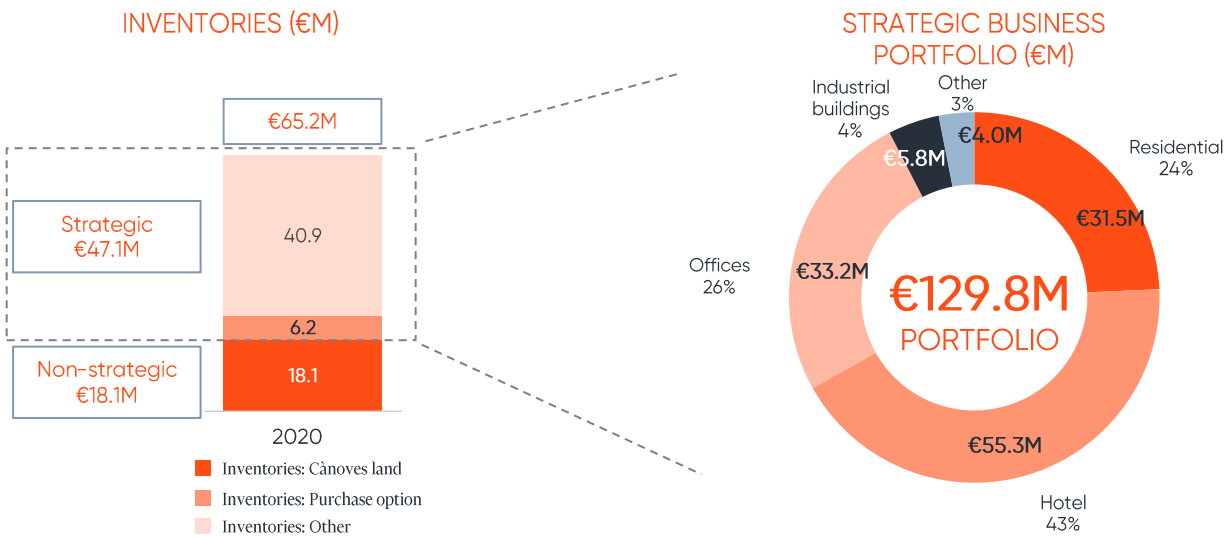 INVENTORIES (€M)
€65.2M
Strategic
€47.1M
40.9
6.2
Non-strategic
€18.1M
18.1
2020
Inventories: Cànoves land
Inventories: Purchase option
Inventories: Other
STRATEGIC BUSINESS
PORTFOLIO (€M)
Industrial
buildings
4%
Other
3%
€4.0M
€5.8M
Residential
24%
€31.5M
Offices
26%
€33.2M
€129.8M
PORTFOLIO
€55.3M
Hotel
43%